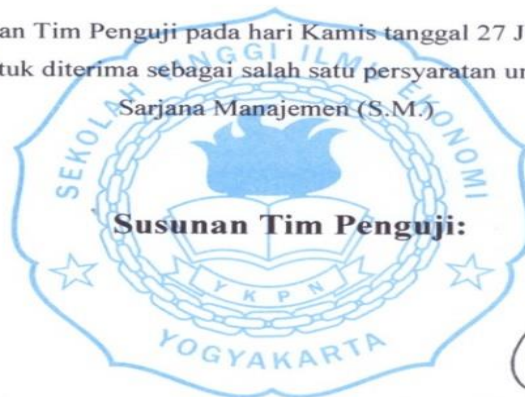 an Tim Penguji pada hari Kamis tanggal 27 J
tuk diterima sebagai salah satu persyaratan
Sarjana Manajemen (S.M.)
SEKOLAH TINGGI ILMU EKONOMI
Susunan Tim Penguji:
YKPN
YOGYAKARTA